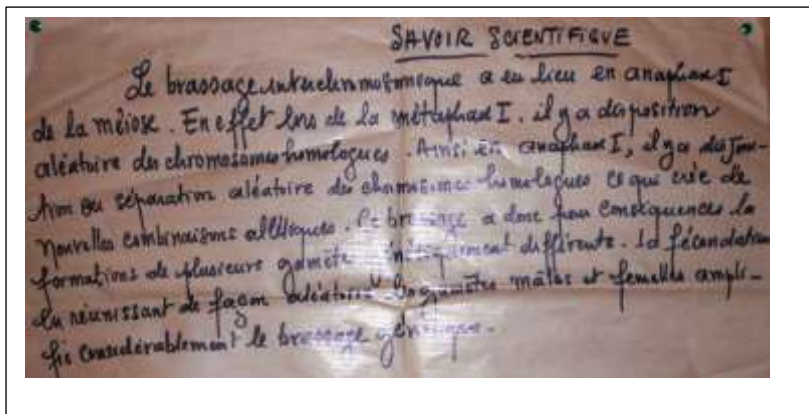 SAVOIR SCIENTIFIQUE
Le brassage interchromosomique a eu lieu en anaphase I
de la méiose. En effet lors de la métaphase I, il y a disposition
aléatoire des chromosomes homologues. Ainsi en anaphase I, il y a disjonc-
tion ou séparation aléatoire des chromosomes homologues ce qui crée de
nouvelles combinaisons alléliques. Ce brassage a donc pour conséquences la
formations de plusieurs gamète génétiquement différents. La fécondation
en réunissant de façon aléatoire les gamètes mâles et femelles ampli-
fie considérablement le brassage génétique.